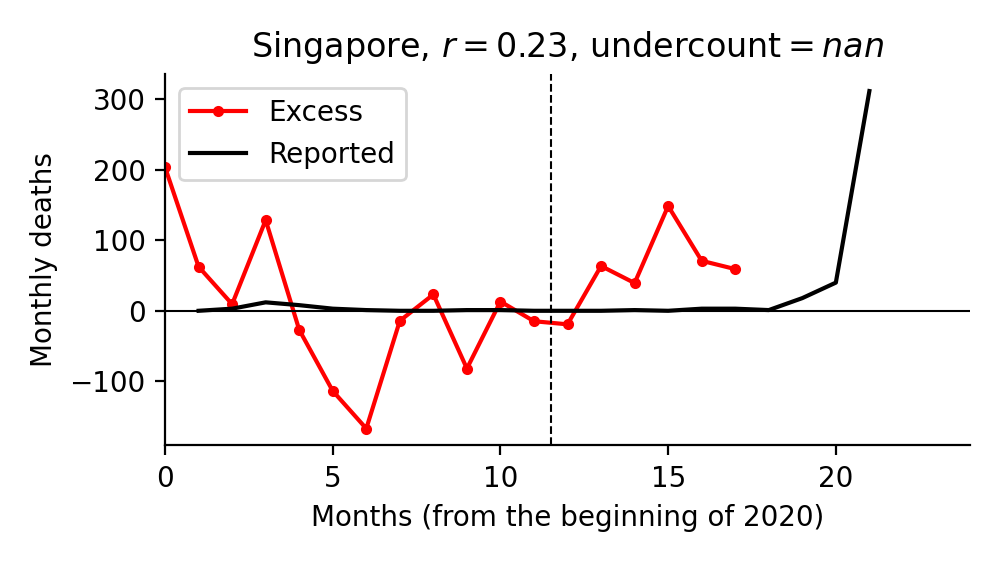 Singapore, r = 0.23, undercount = nan
300
200
100
0
−100
Monthly deaths
Excess
Reported
0 5 10 15 20
Months (from the beginning of 2020)